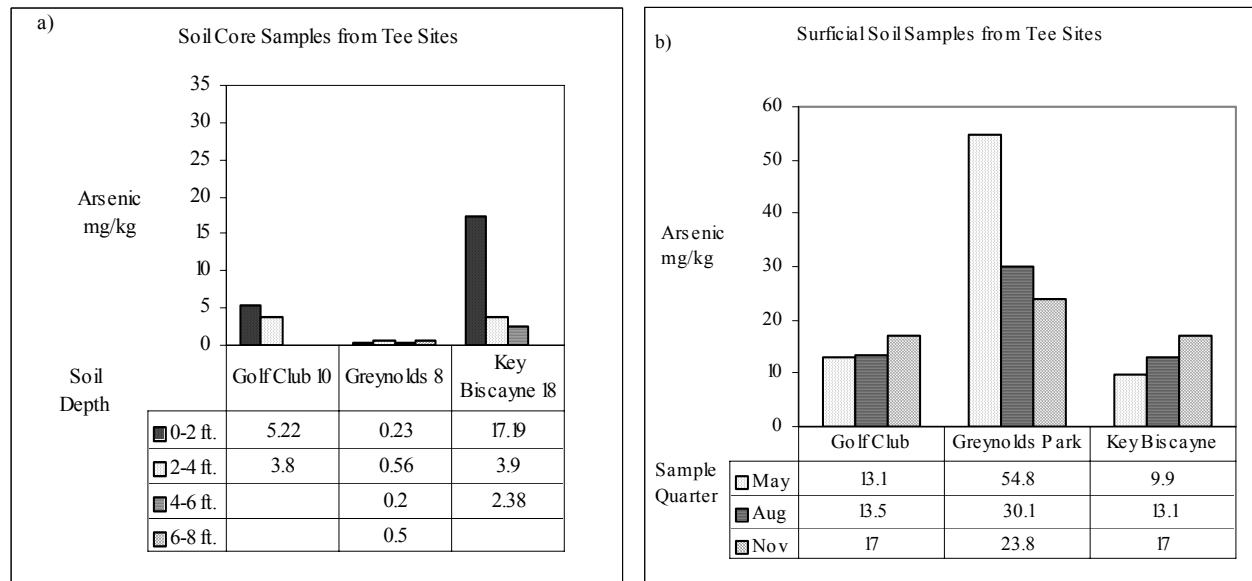 a)
Soil Core Samples from Tee Sites
35
30
25
20
15
10
5
0
Arsenic
mg/kg
Soil
Depth
Golf Club 10 Greynolds 8 Key
Biscayne 18
0-2 ft. 5.22 0.23 17.19
2-4 ft. 3.8 0.56 3.9
4-6 ft. 0.2 2.38
6-8 ft. 0.5
b)
Surficial Soil Samples from Tee Sites
60
50
40
30
20
10
0
Arsenic
mg/kg
Golf Club Greynolds Park Key Biscayne
Sample
Quarter
May 13.1 54.8 9.9
Aug 13.5 30.1 13.1
Nov 17 23.8 17